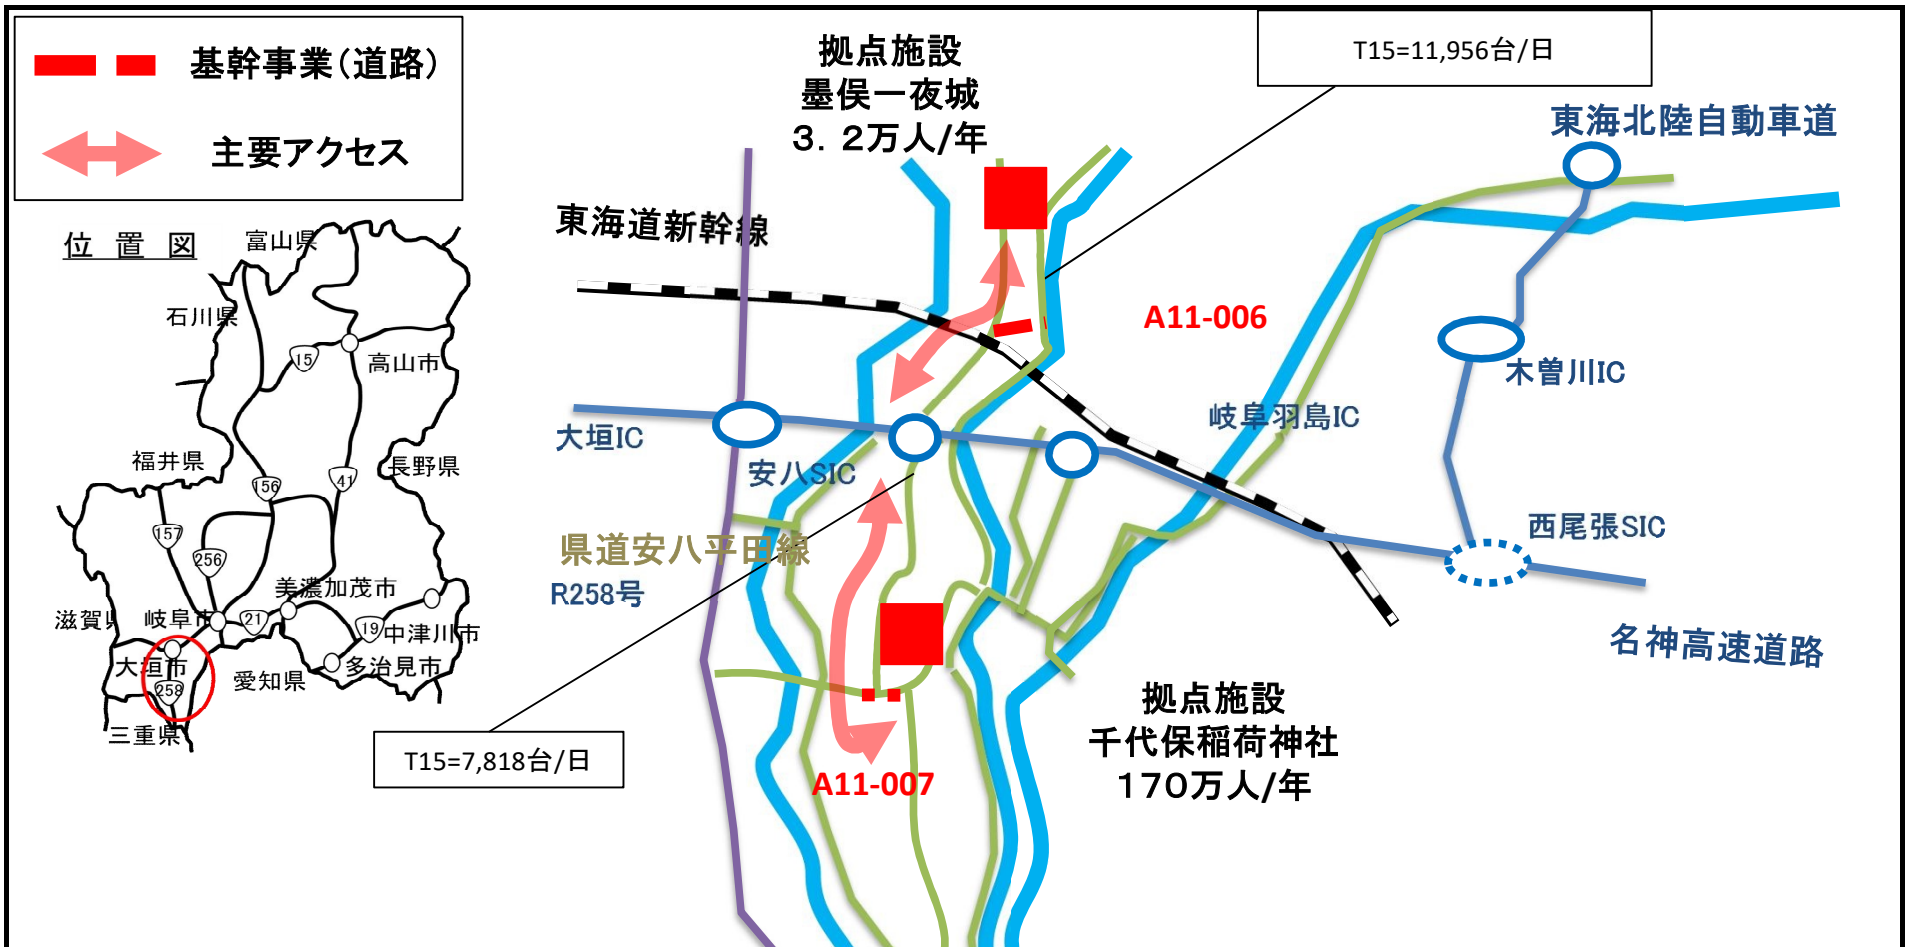 基幹事業(道路)
主要アクセス
拠点施設
墨俣一夜城
3.2万人/年
T15=11,956台/日
東海北陸自動車道
東海道新幹線
位 置 図
富山県
石川県
15
高山市
A11-006
木曽川IC
岐阜羽島IC
大垣IC
安八SIC
福井県
長野県
156
41
157
256
県道安八平田線
R258号
西尾張SIC
美濃加茂市
滋賀県
岐阜市
21
19
中津川市
大垣市
多治見市
258
愛知県
三重県
名神高速道路
拠点施設
千代保稲荷神社
170万人/年
T15=7,818台/日
A11-007